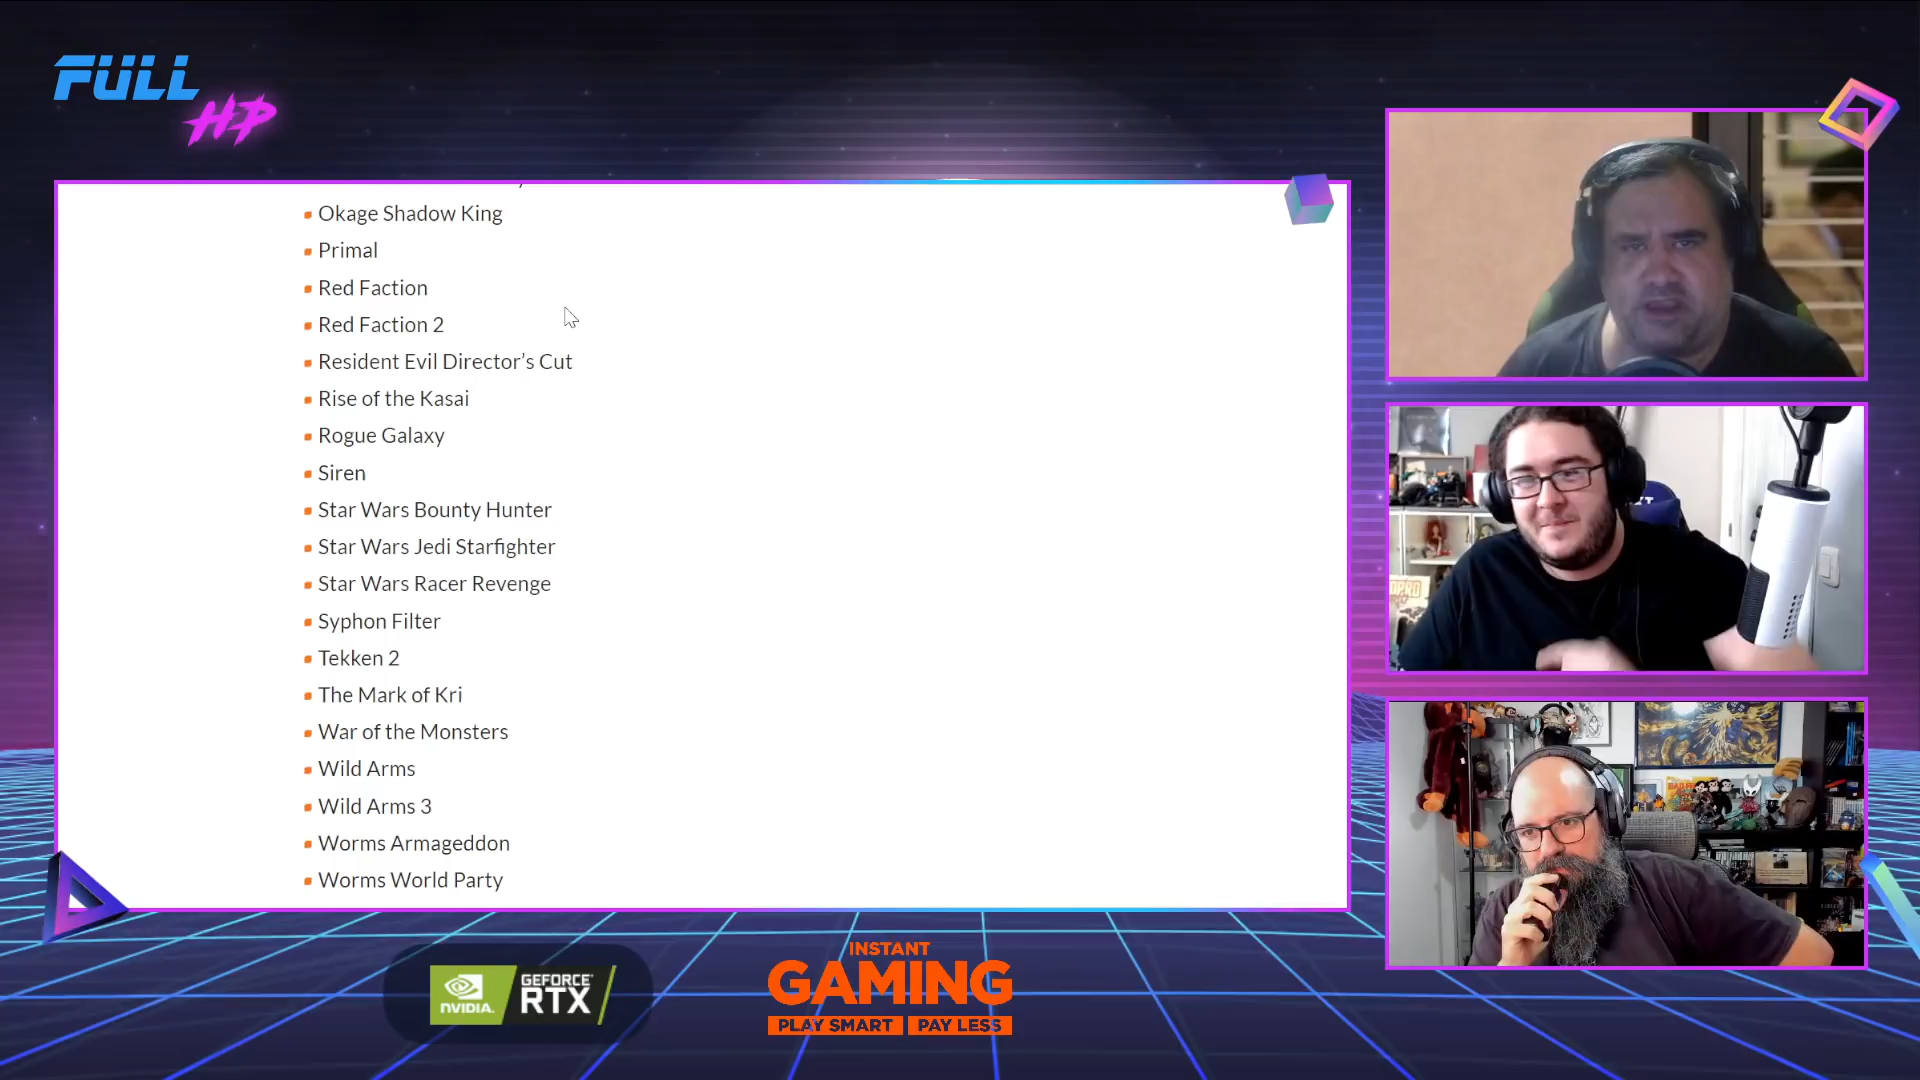 FULL
HP
Okage Shadow King
Primal
Red Faction
Red Faction 2
Resident Evil Director’s Cut
Rise of the Kasai
Rogue Galaxy
Siren
Star Wars Bounty Hunter
Star Wars Jedi Starfighter
Star Wars Racer Revenge
Syphon Filter
Tekken 2
The Mark of Kri
War of the Monsters
Wild Arms
Wild Arms 3
Worms Armageddon
Worms World Party
NVIDIA.
GEFORCE
RTX
INSTANT
GAMING
PLAY SMART PAY LESS